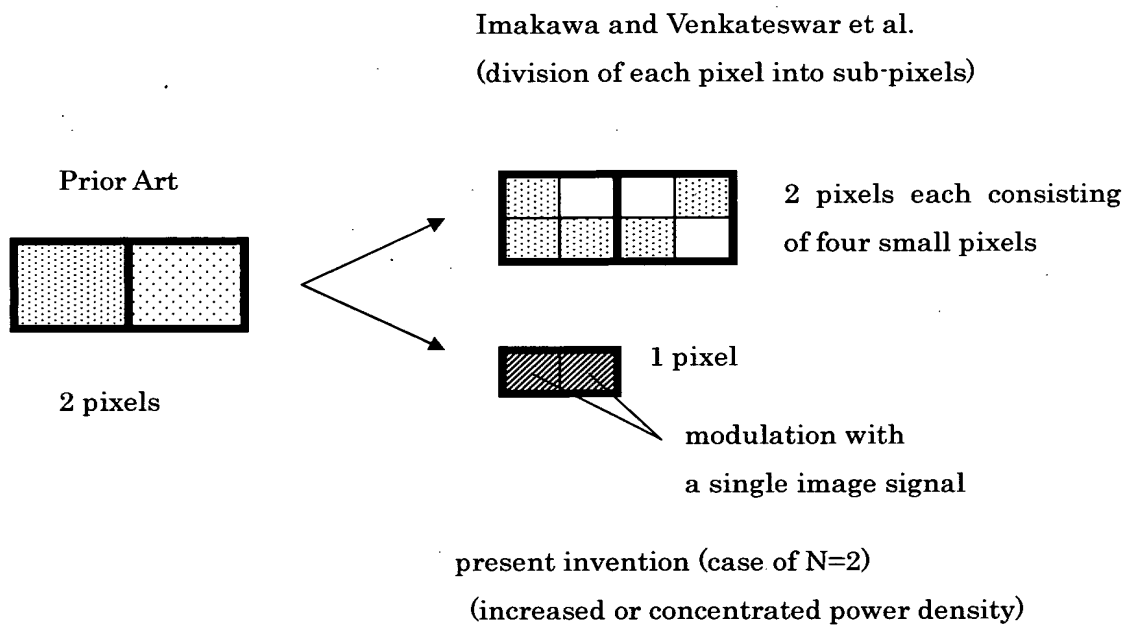 Imakawa and Venkateswar et al.
(division of each pixel into sub-pixels)
Prior Art
2 pixels each consisting
of four small pixels
2 pixels
1 pixel
modulation with
a single image signal
present invention (case of N=2)
(increased or concentrated power density)